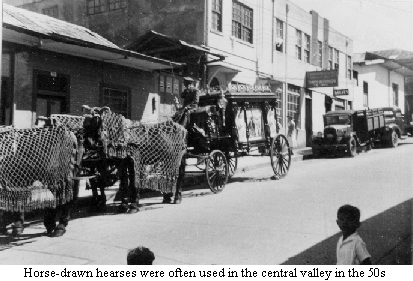 Horse-drawn hearses were often used in the central valley in the 50s